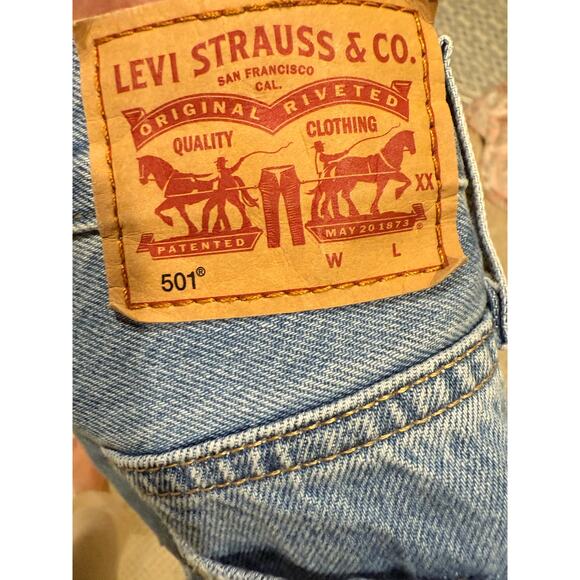 LEVI STRAUSS & CO.
SAN FRANCISCO
CAL.
ORIGINAL RIVETED
QUALITY CLOTHING
XX
PATENTED MAY 20 1873
®
W L
501®